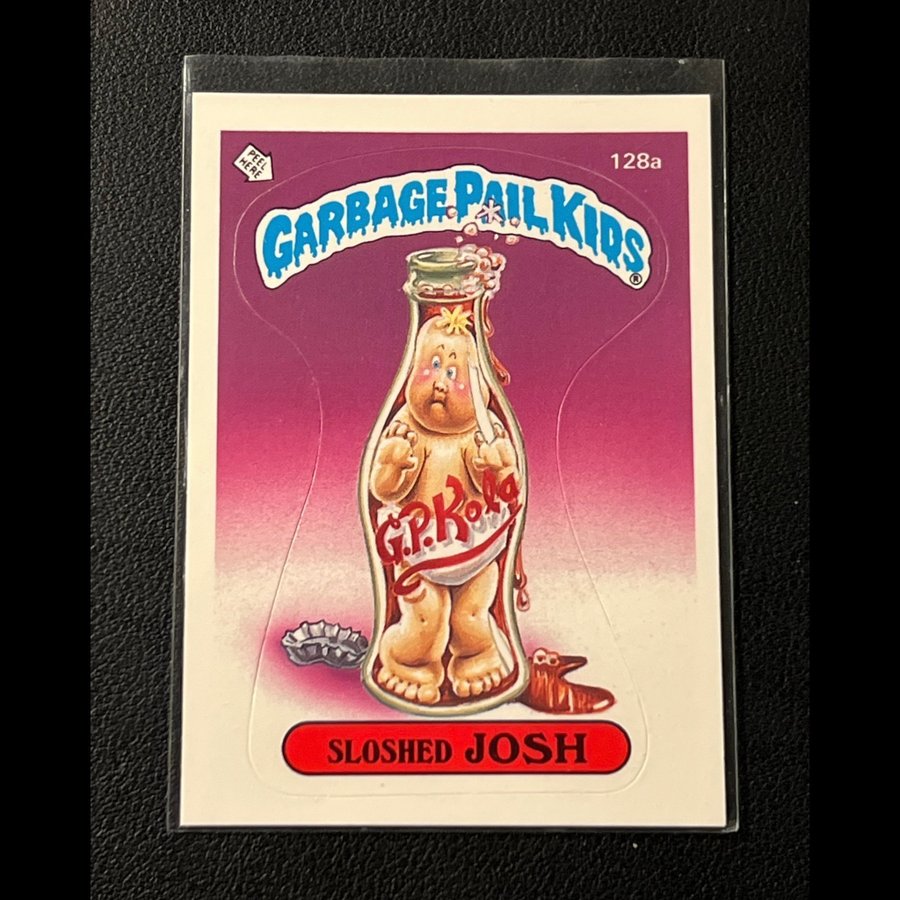 PEEL
HERE
128a
GARBAGE PAIL KIDS®
G.P. Kola
SLOSHED JOSH